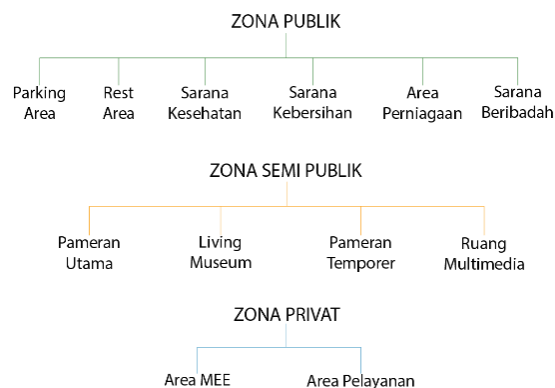 ZONA PUBLIK
Parking
Area
Rest
Area
Sarana
Kesehatan
Sarana
Kebersihan
Area
Perniagaan
Sarana
Beribadah
ZONA SEMI PUBLIK
Pameran
Utama
Living
Museum
Pameran
Temporer
Ruang
Multimedia
ZONA PRIVAT
Area MEE
Area Pelayanan